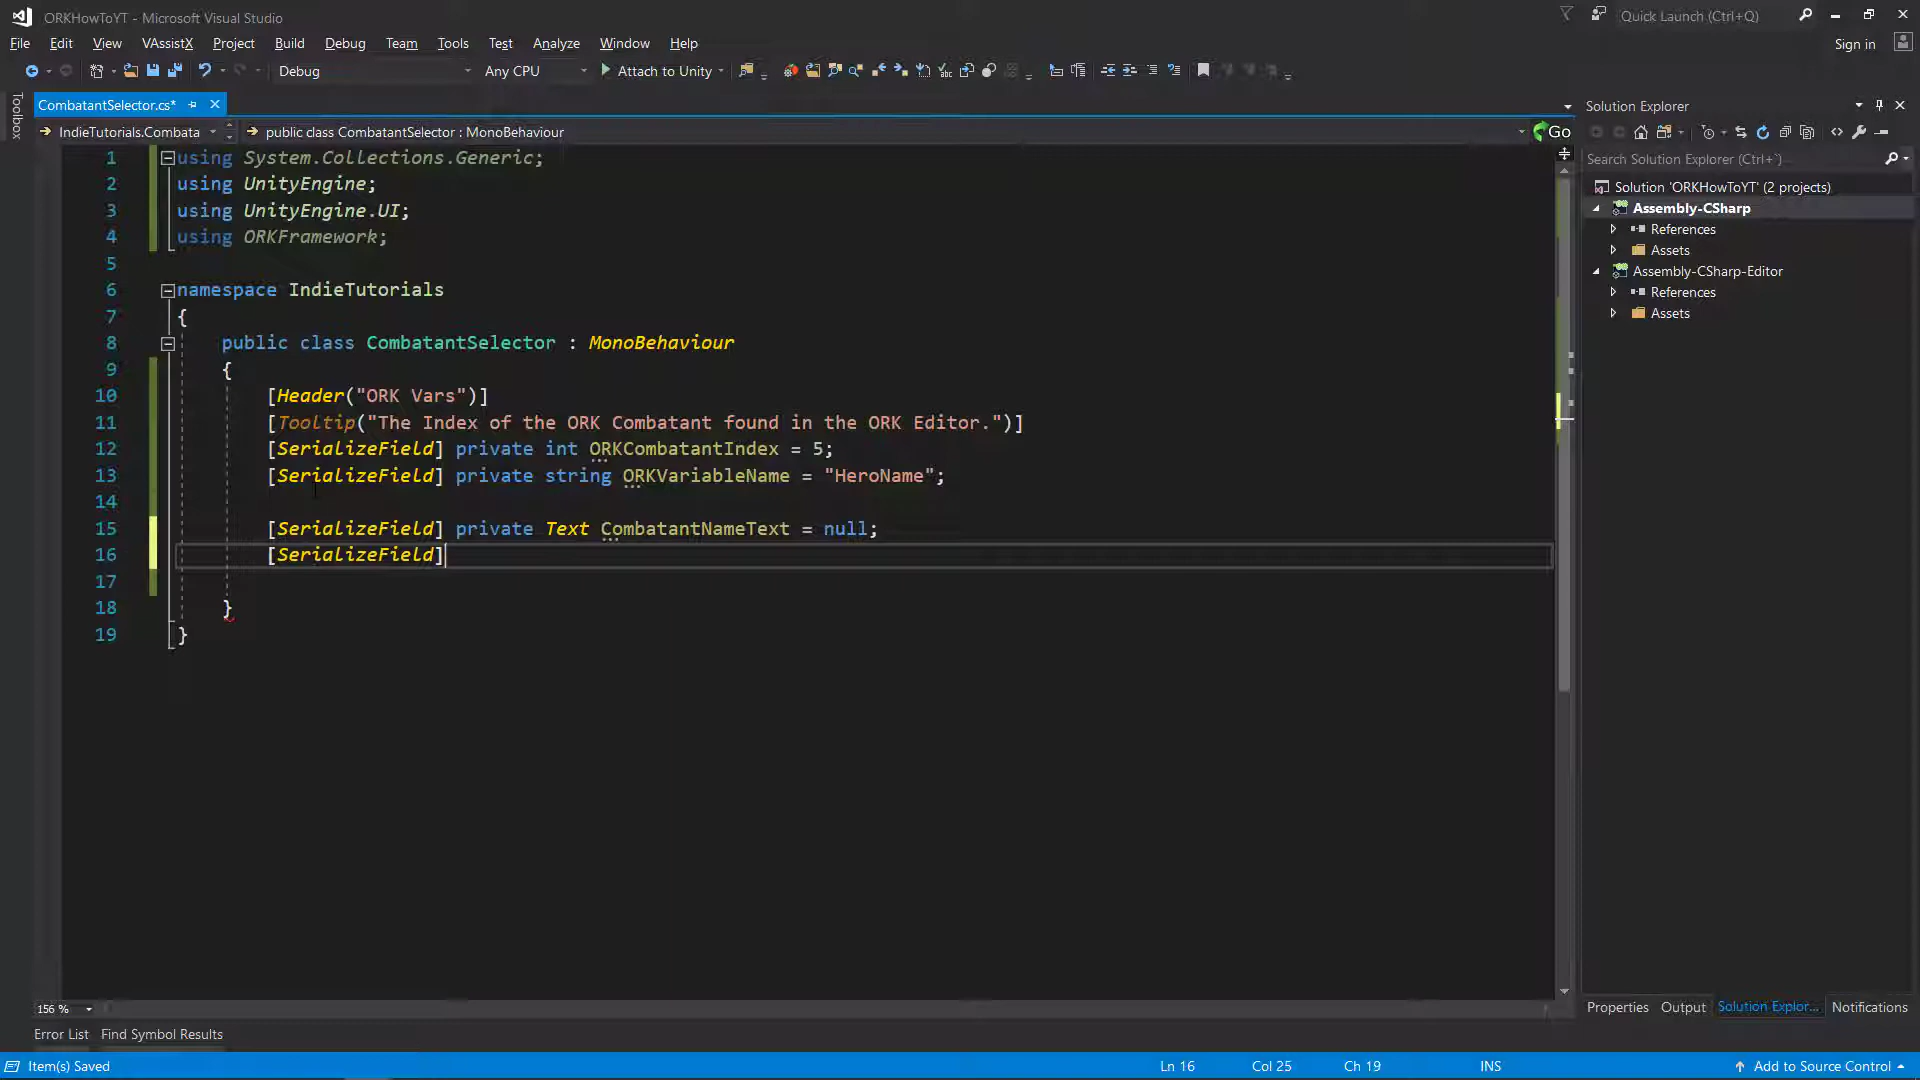 ORKHowToYT - Microsoft Visual Studio
Quick Launch (Ctrl+Q)
File Edit View VAssistX Project Build Debug Team Tools Test Analyze Window Help
Sign in
Debug Any CPU Attach to Unity
Toolbox
CombatantSelector.cs*
IndieTutorials.Combata public class CombatantSelector : MonoBehaviour Go
1 using System.Collections.Generic;
2 using UnityEngine;
3 using UnityEngine.UI;
4 using ORKFramework;
5
6 namespace IndieTutorials
7 {
8 public class CombatantSelector : MonoBehaviour
9 {
10 [Header("ORK Vars")]
11 [Tooltip("The Index of the ORK Combatant found in the ORK Editor.")]
12 [SerializeField] private int ORKCombatantIndex = 5;
13 [SerializeField] private string ORKVariableName = "HeroName";
14
15 [SerializeField] private Text CombatantNameText = null;
16 [SerializeField]
17
18 }
19 }
Solution Explorer
Search Solution Explorer (Ctrl+`)
Solution 'ORKHowToYT' (2 projects)
Assembly-CSharp
References
Assets
Assembly-CSharp-Editor
References
Assets
156 %
Properties Output Solution Explor... Notifications
Error List Find Symbol Results
Item(s) Saved Ln 16 Col 25 Ch 19 INS Add to Source Control